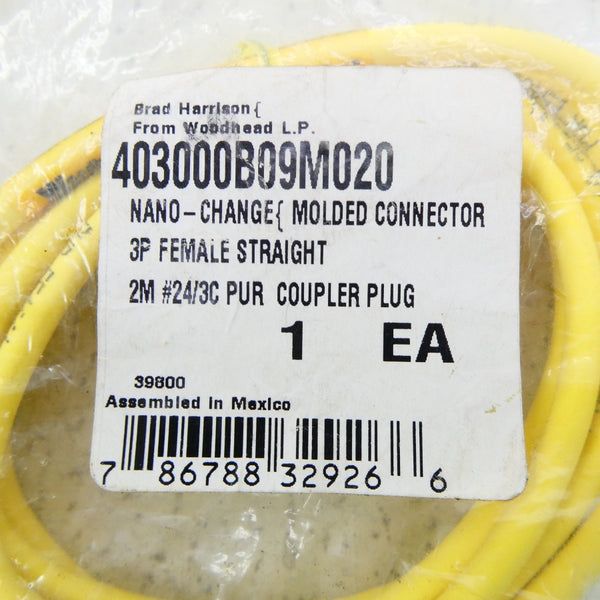 Brad Harrison{
From Woodhead L.P.
403000B09M020
NANO-CHANGE{ MOLDED CONNECTOR
3P FEMALE STRAIGHT
2M #24/3C PUR COUPLER PLUG
1 EA
39800
Assembled in Mexico
7 86788 32926 6